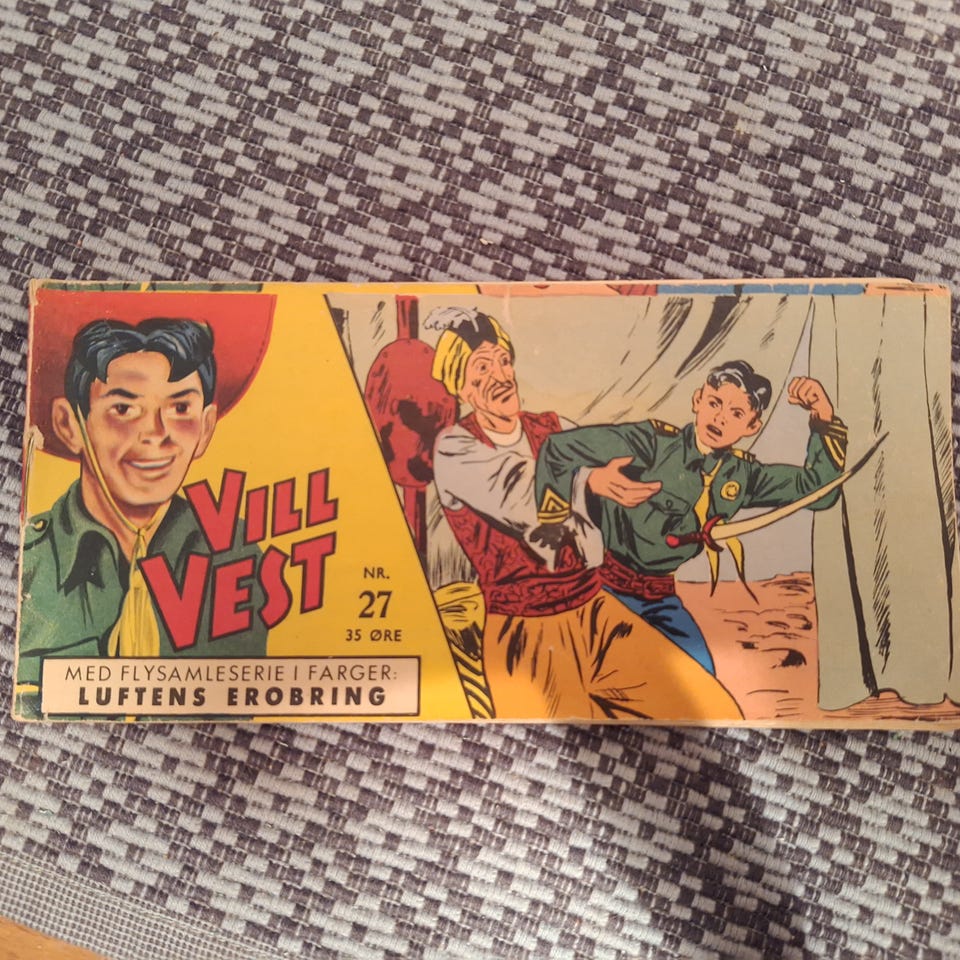 VILL
VEST
NR.
27
35 ØRE
MED FLYSAMLESERIE I FARGER:
LUFTENS EROBRING